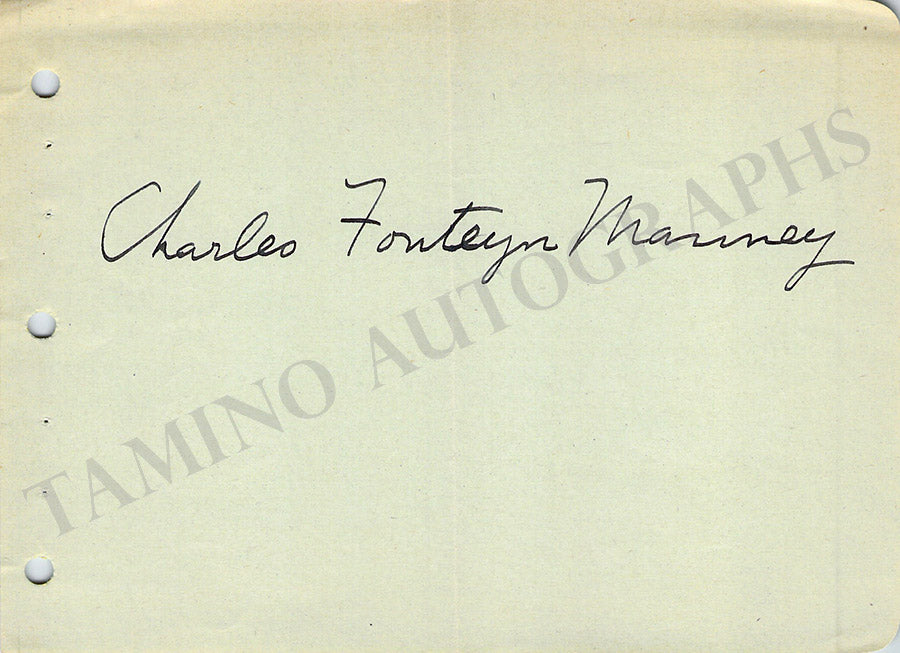 Charles Fonteyn Manney
TAMINO AUTOGRAPHS